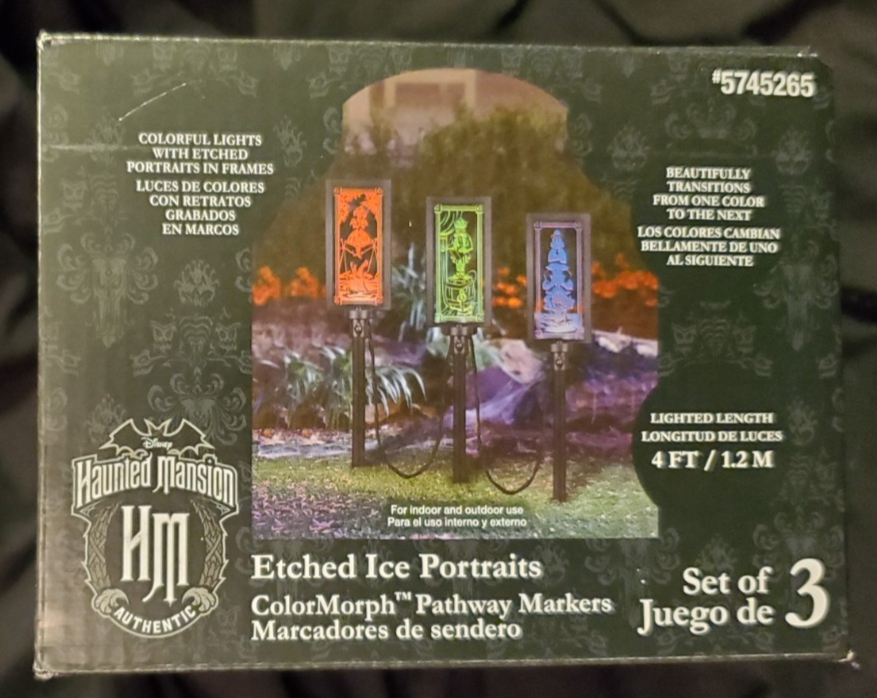 #5745265
COLORFUL LIGHTS
WITH ETCHED
PORTRAITS IN FRAMES
LUCES DE COLORES
CON RETRATOS
GRABADOS
EN MARCOS
BEAUTIFULLY
TRANSITIONS
FROM ONE COLOR
TO THE NEXT
LOS COLORES CAMBIAN
BELLAMENTE DE UNO
AL SIGUIENTE
LIGHTED LENGTH
LONGITUD DE LUCES
4 FT / 1.2 M
Disney
Haunted Mansion
HM
AUTHENTIC
For indoor and outdoor use
Para el uso interno y externo
Etched Ice Portraits
ColorMorph™ Pathway Markers
Marcadores de sendero
Set of
Juego de 3